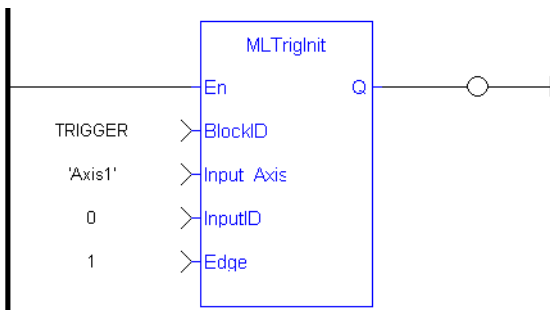 MLTrigInit
En Q
TRIGGER BlockID
'Axis1' Input Axis
0 InputID
1 Edge